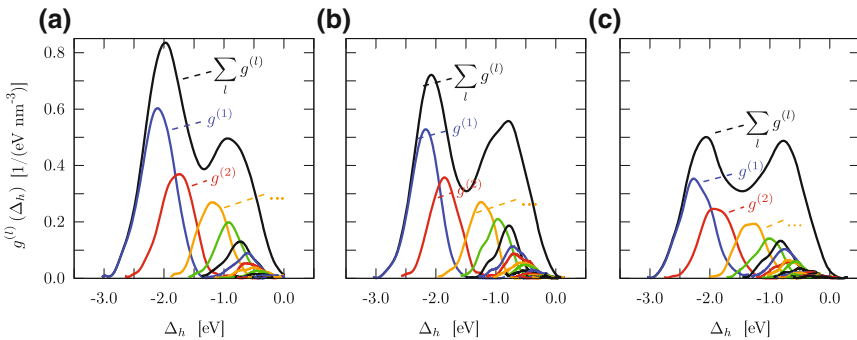 (a) (b) (c)
g^{(l)}(Δ_h) [1/(eV nm^{-3})]
0.8
0.6
0.4
0.2
0.0
∑_l g^{(l)}
g^{(1)}
g^{(2)}
...
-3.0 -2.0 -1.0 0.0
Δ_h [eV]
∑_l g^{(l)}
g^{(1)}
g^{(2)}
...
-3.0 -2.0 -1.0 0.0
Δ_h [eV]
∑_l g^{(l)}
g^{(1)}
g^{(2)}
...
-3.0 -2.0 -1.0 0.0
Δ_h [eV]